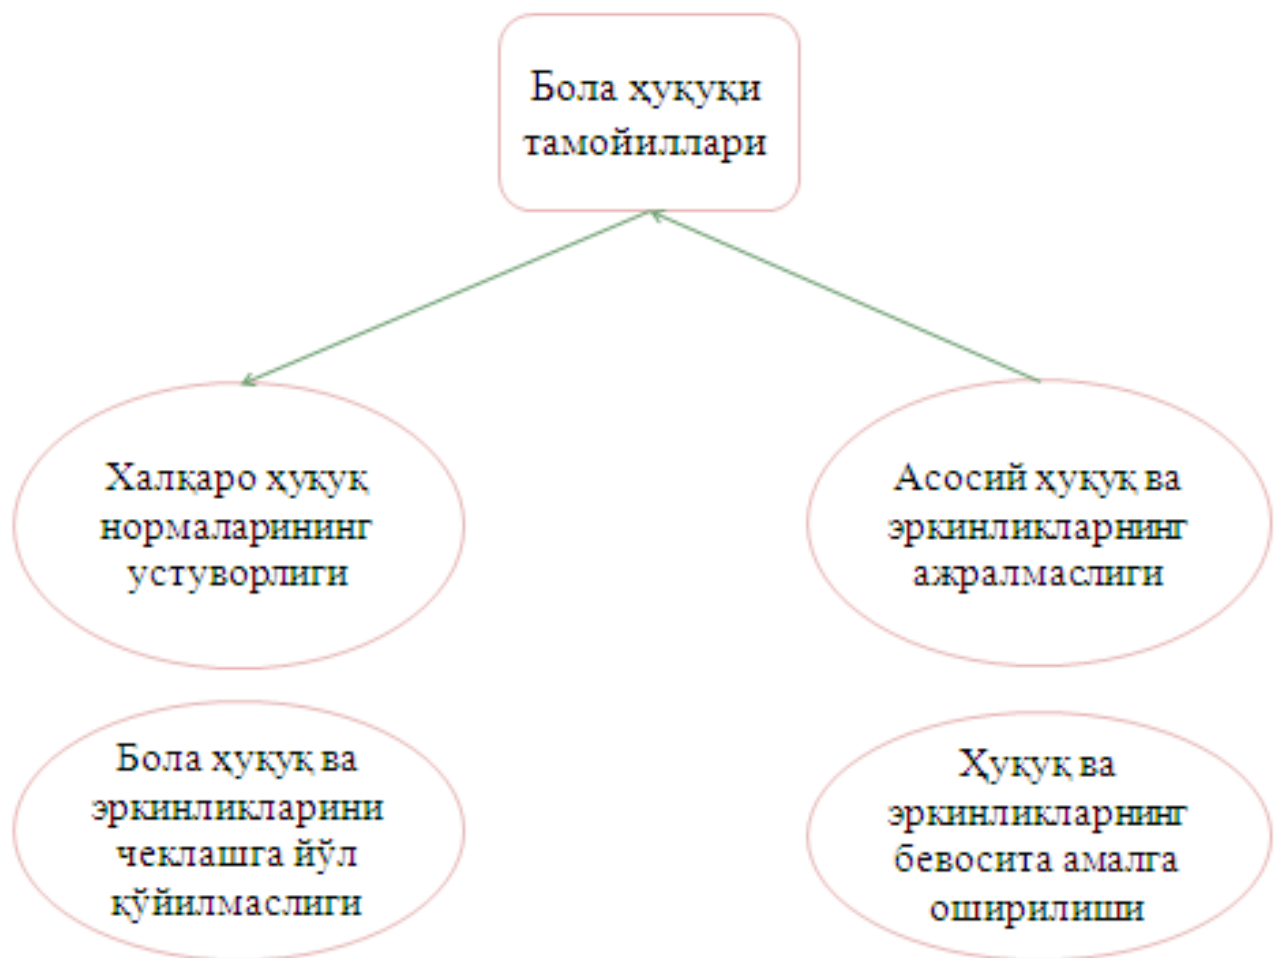 Бола ҳуқуқи
тамойиллари
Халқаро ҳуқуқ
нормаларининг
устуворлиги
Асосий ҳуқуқ ва
эркинликларнинг
ажралмаслиги
Бола ҳуқуқ ва
эркинликларини
чеклашга йўл
қўйилмаслиги
Ҳуқуқ ва
эркинликларнинг
бевосита амалга
оширилиши